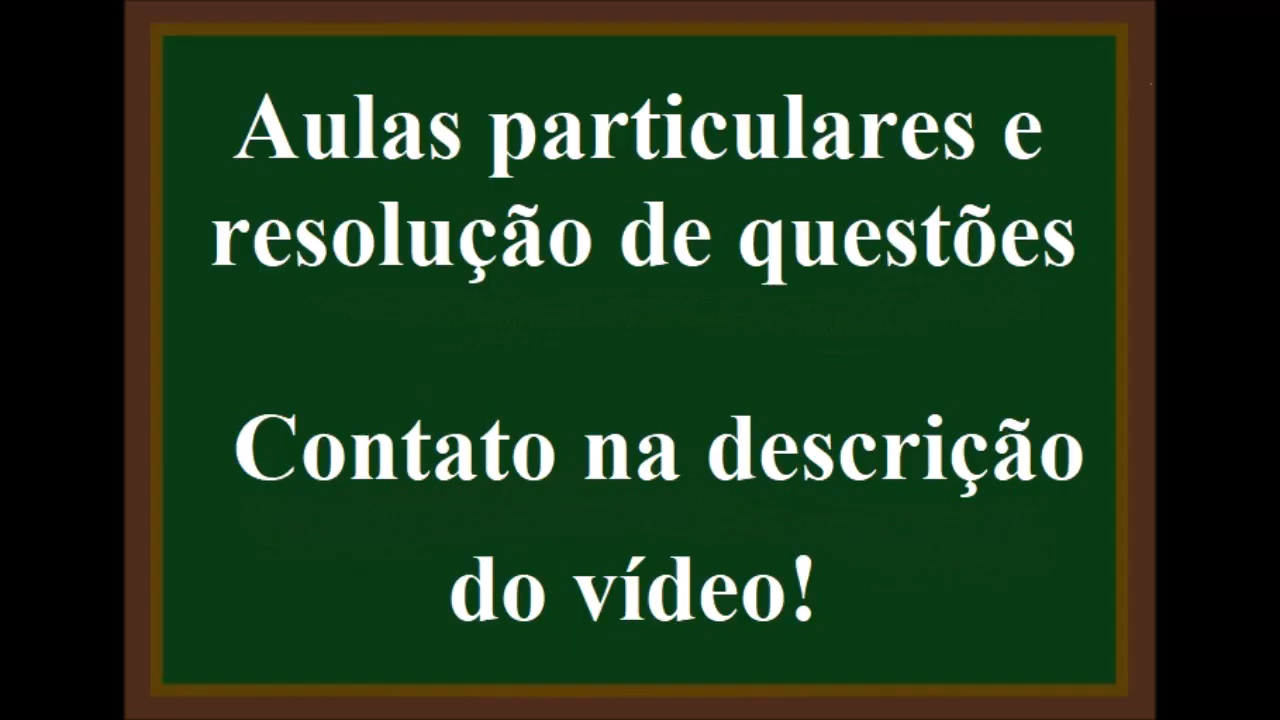 Aulas particulares e
resolução de questões
Contato na descrição
do vídeo!